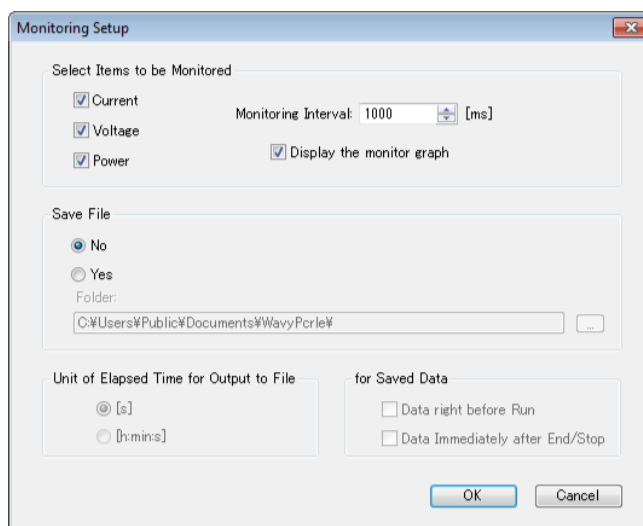 Monitoring Setup
Select Items to be Monitored
Current
Monitoring Interval: 1000 [ms]
Voltage
Display the monitor graph
Power
Save File
No
Yes
Folder:
C:¥Users¥Public¥Documents¥WavyPcrle¥
...
Unit of Elapsed Time for Output to File
[s]
[h:min:s]
for Saved Data
Data right before Run
Data Immediately after End/Stop
OK
Cancel